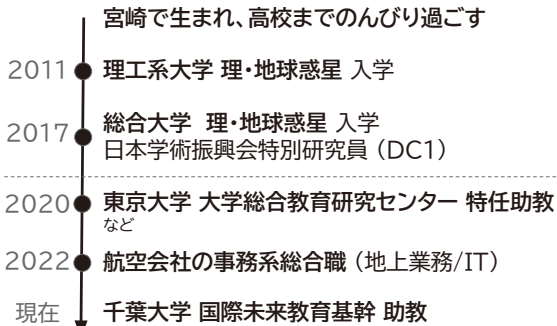 宮崎で生まれ、高校までのんびり過ごす
2011 理工系大学 理・地球惑星 入学
2017 総合大学 理・地球惑星 入学
日本学術振興会特別研究員（DC1）
2020 東京大学 大学総合教育研究センター 特任助教
など
2022 航空会社の事務系総合職（地上業務/IT）
現在 千葉大学 国際未来教育基幹 助教